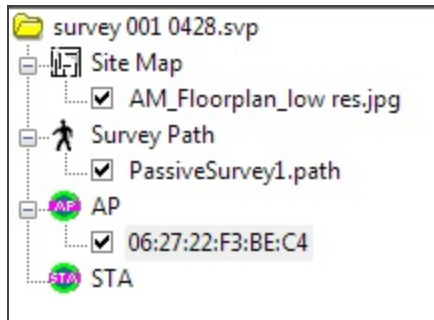 survey 001 0428.svp
Site Map
AM_Floorplan_low res.jpg
Survey Path
PassiveSurvey1.path
AP AP
06:27:22:F3:BE:C4
STA STA